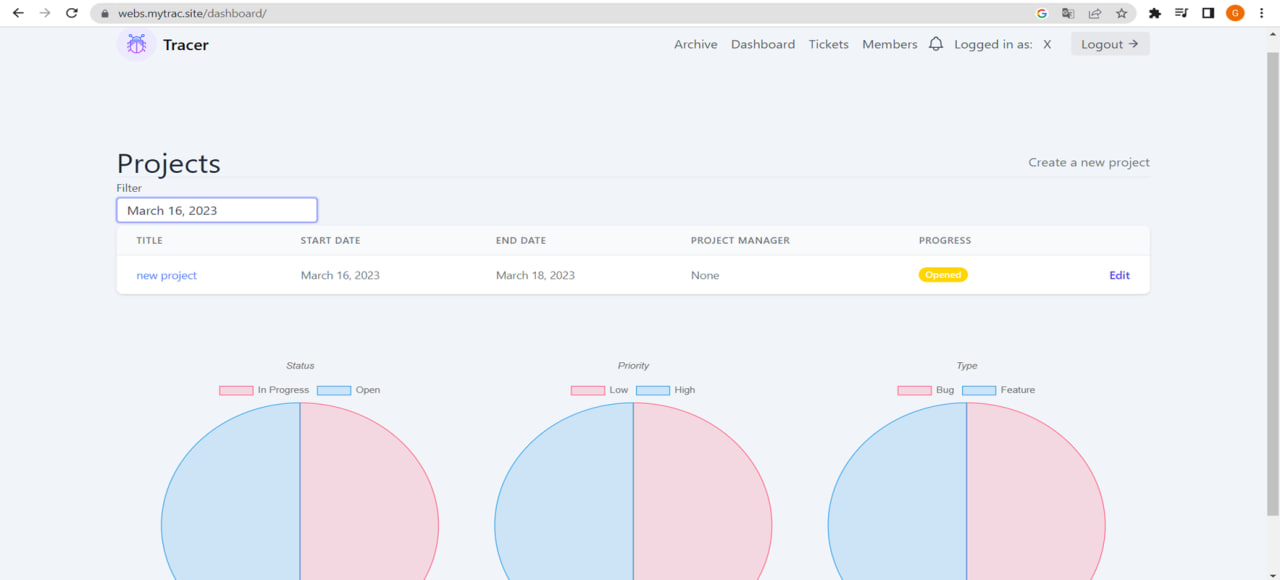 webs.mytrac.site/dashboard/
G
Tracer
Archive Dashboard Tickets Members Logged in as: X Logout →
Projects
Create a new project
Filter
March 16, 2023
TITLE START DATE END DATE PROJECT MANAGER PROGRESS
new project March 16, 2023 March 18, 2023 None Opened Edit
Status Priority Type
In Progress Open Low High Bug Feature